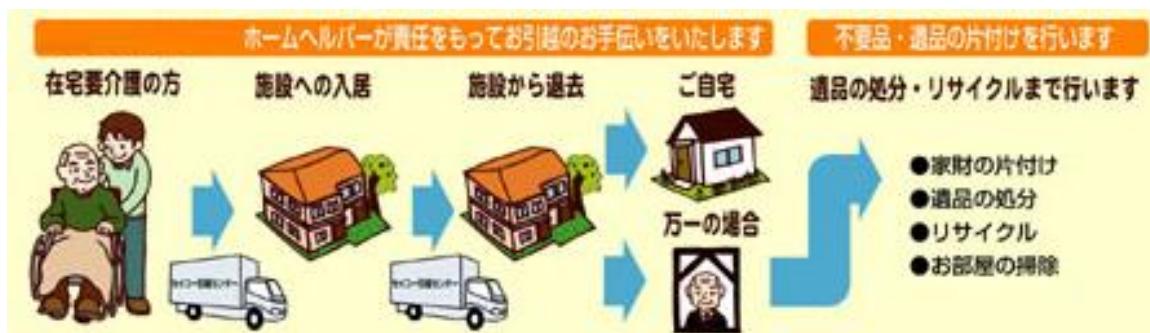 ホームヘルパーが責任をもってお引越のお手伝いをいたします
不要品・遺品の片付けを行います
在宅要介護の方
施設への入居
施設から退去
ご自宅
遺品の処分・リサイクルまで行います
●家財の片付け
●遺品の処分
●リサイクル
●お部屋の掃除
万一の場合